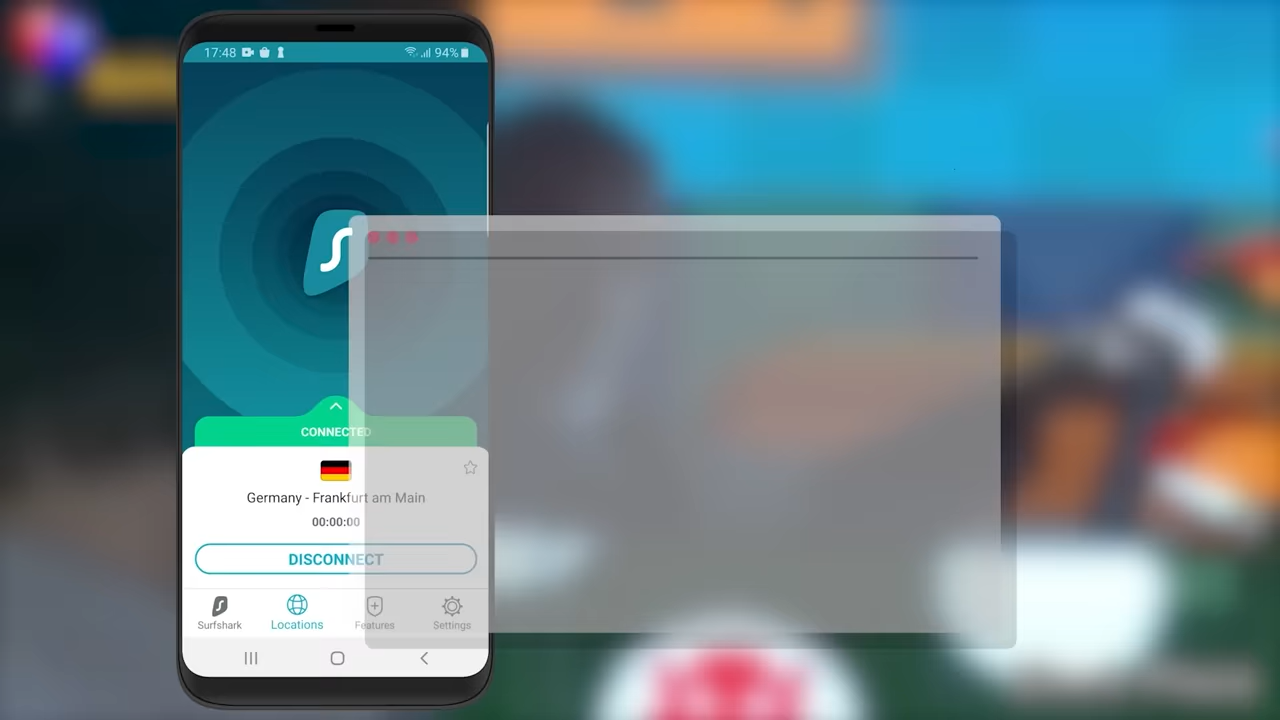 17:48
94%
CONNECTED
Germany - Frankfurt am Main
00:00:00
DISCONNECT
Surfshark
Locations
Features
Settings